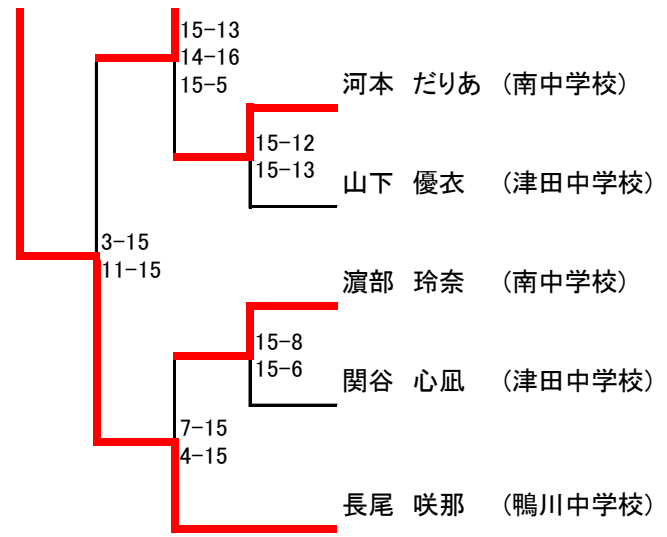 15-13
14-16
15-5
河本　だりあ　（南中学校）
15-12
15-13
山下　優衣　（津田中学校）
3-15
11-15
濵部　玲奈　（南中学校）
15-8
15-6
関谷　心凪　（津田中学校）
7-15
4-15
長尾　咲那　（鴨川中学校）